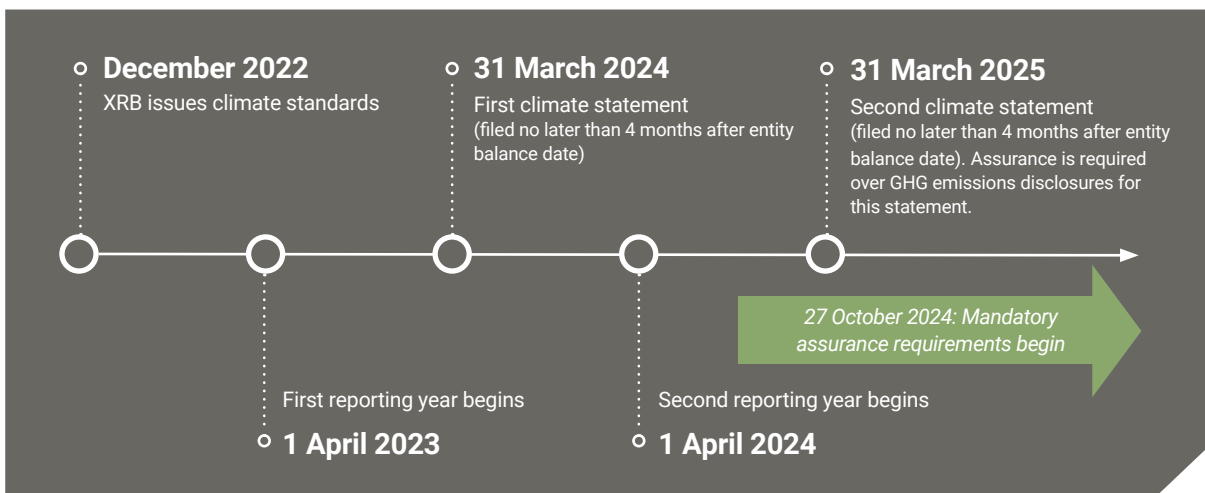 December 2022
XRB issues climate standards
31 March 2024
First climate statement
(filed no later than 4 months after entity
balance date)
31 March 2025
Second climate statement
(filed no later than 4 months after entity
balance date). Assurance is required
over GHG emissions disclosures for
this statement.
27 October 2024: Mandatory
assurance requirements begin
First reporting year begins
1 April 2023
Second reporting year begins
1 April 2024